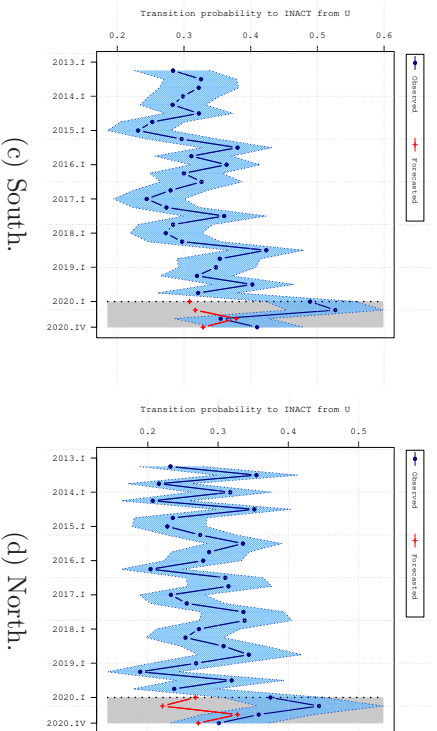 Transition probability to INACT from U
0.2 0.3 0.4 0.5 0.6
2013.I
2014.I
2015.I
2016.I
2017.I
2018.I
2019.I
2020.I
2020.IV
Observed
Forecasted
(c) South.
Transition probability to INACT from U
0.2 0.3 0.4 0.5
2013.I
2014.I
2015.I
2016.I
2017.I
2018.I
2019.I
2020.I
2020.IV
Observed
Forecasted
(d) North.